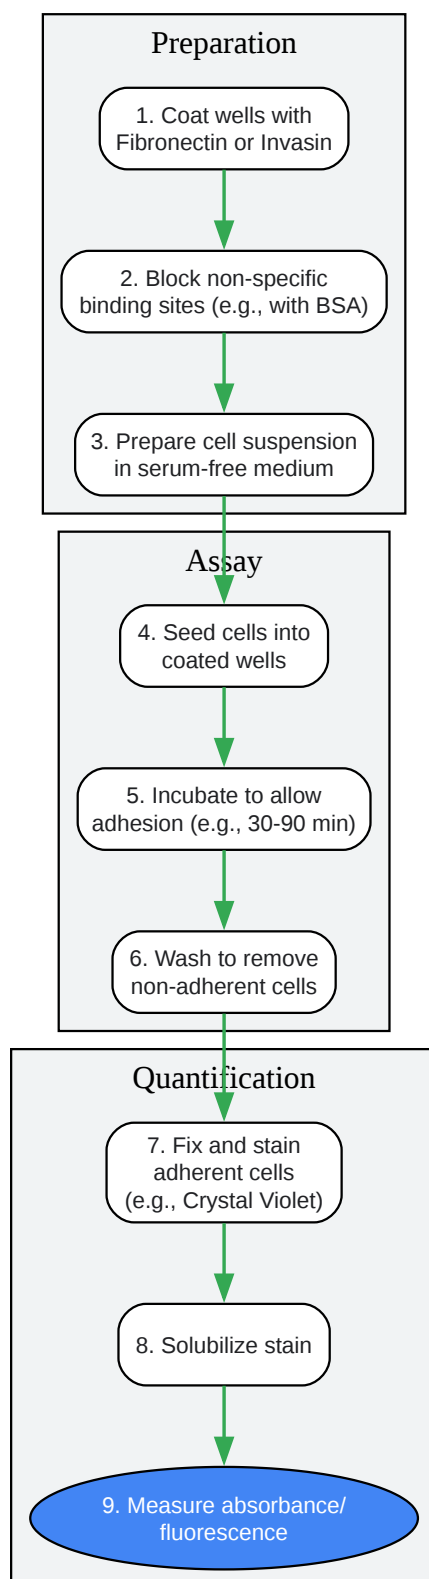 Preparation
1. Coat wells with
Fibronectin or Invasin
2. Block non-specific
binding sites (e.g., with BSA)
3. Prepare cell suspension
in serum-free medium
Assay
4. Seed cells into
coated wells
5. Incubate to allow
adhesion (e.g., 30-90 min)
6. Wash to remove
non-adherent cells
Quantification
7. Fix and stain
adherent cells
(e.g., Crystal Violet)
8. Solubilize stain
9. Measure absorbance/
fluorescence